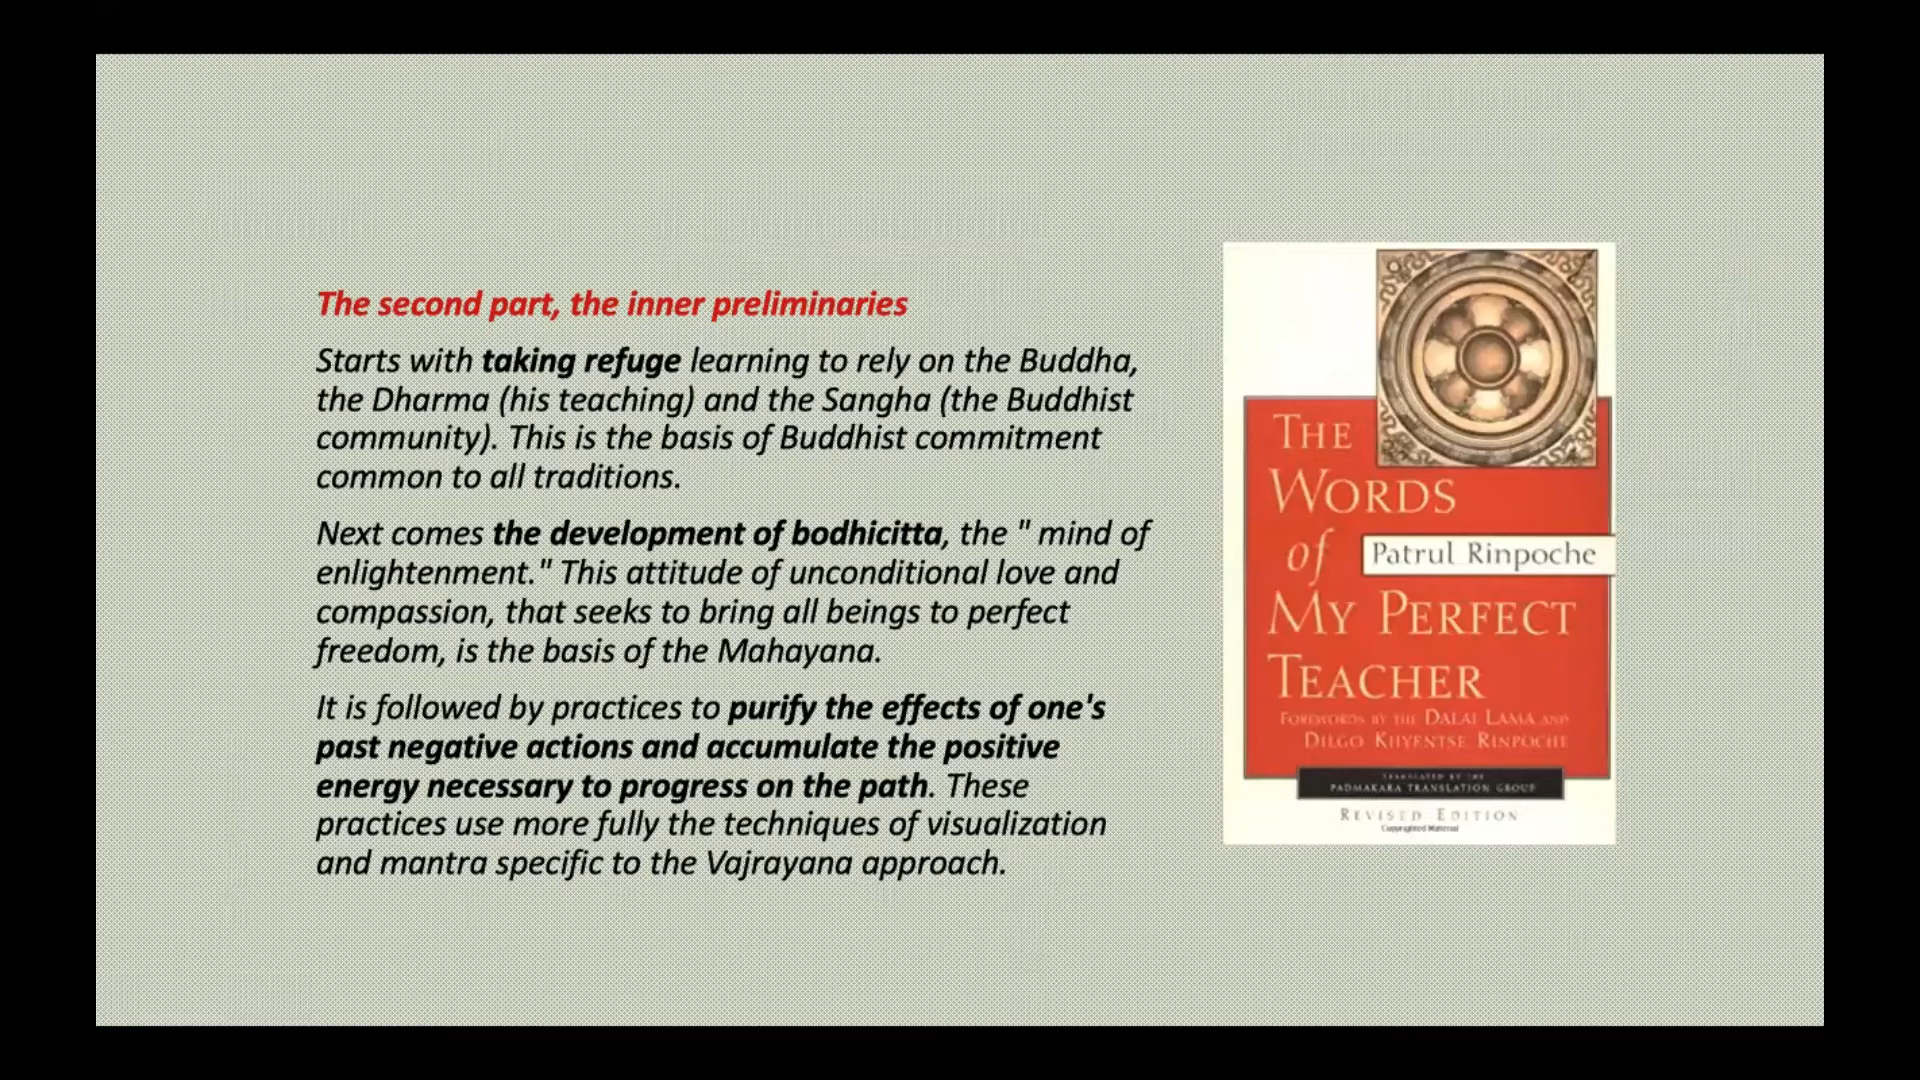 The second part, the inner preliminaries
Starts with taking refuge learning to rely on the Buddha,
the Dharma (his teaching) and the Sangha (the Buddhist
community). This is the basis of Buddhist commitment
common to all traditions.
Next comes the development of bodhicitta, the " mind of
enlightenment." This attitude of unconditional love and
compassion, that seeks to bring all beings to perfect
freedom, is the basis of the Mahayana.
It is followed by practices to purify the effects of one's
past negative actions and accumulate the positive
energy necessary to progress on the path. These
practices use more fully the techniques of visualization
and mantra specific to the Vajrayana approach.
THE
WORDS
of
Patrul Rinpoche
MY PERFECT
TEACHER
FOREWORDS BY THE DALAI LAMA AND
DILGO KHYENTSE RINPOCHE
TRANSLATED BY THE
PADMAKARA TRANSLATION GROUP
REVISED EDITION
Copyrighted Material